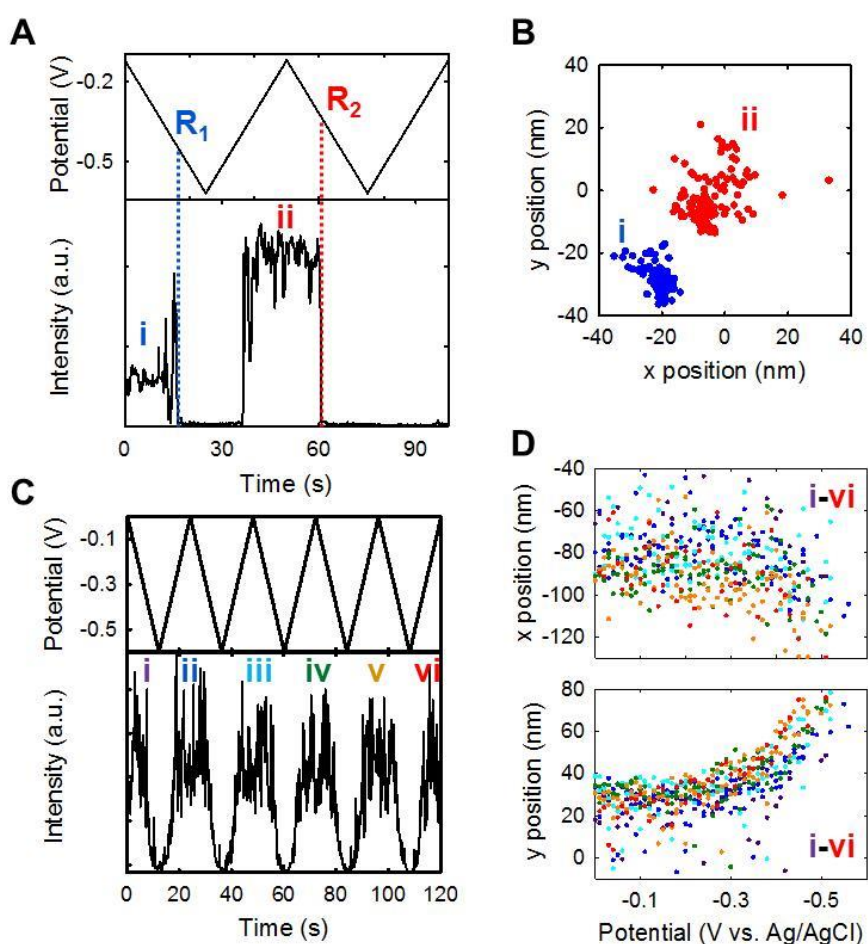 A
Potential (V)
-0.2
-0.5
R1
R2
Intensity (a.u.)
i
ii
0 30 60 90
Time (s)
B
y position (nm)
40
20
0
-20
-40
i
ii
-40 -20 0 20 40
x position (nm)
C
Potential (V)
-0.1
-0.3
-0.5
Intensity (a.u.)
i ii iii iv v vi
0 20 40 60 80 100 120
Time (s)
D
x position (nm)
-40
-60
-80
-100
-120
i-vi
y position (nm)
80
60
40
20
0
i-vi
-0.1 -0.3 -0.5
Potential (V vs. Ag/AgCl)